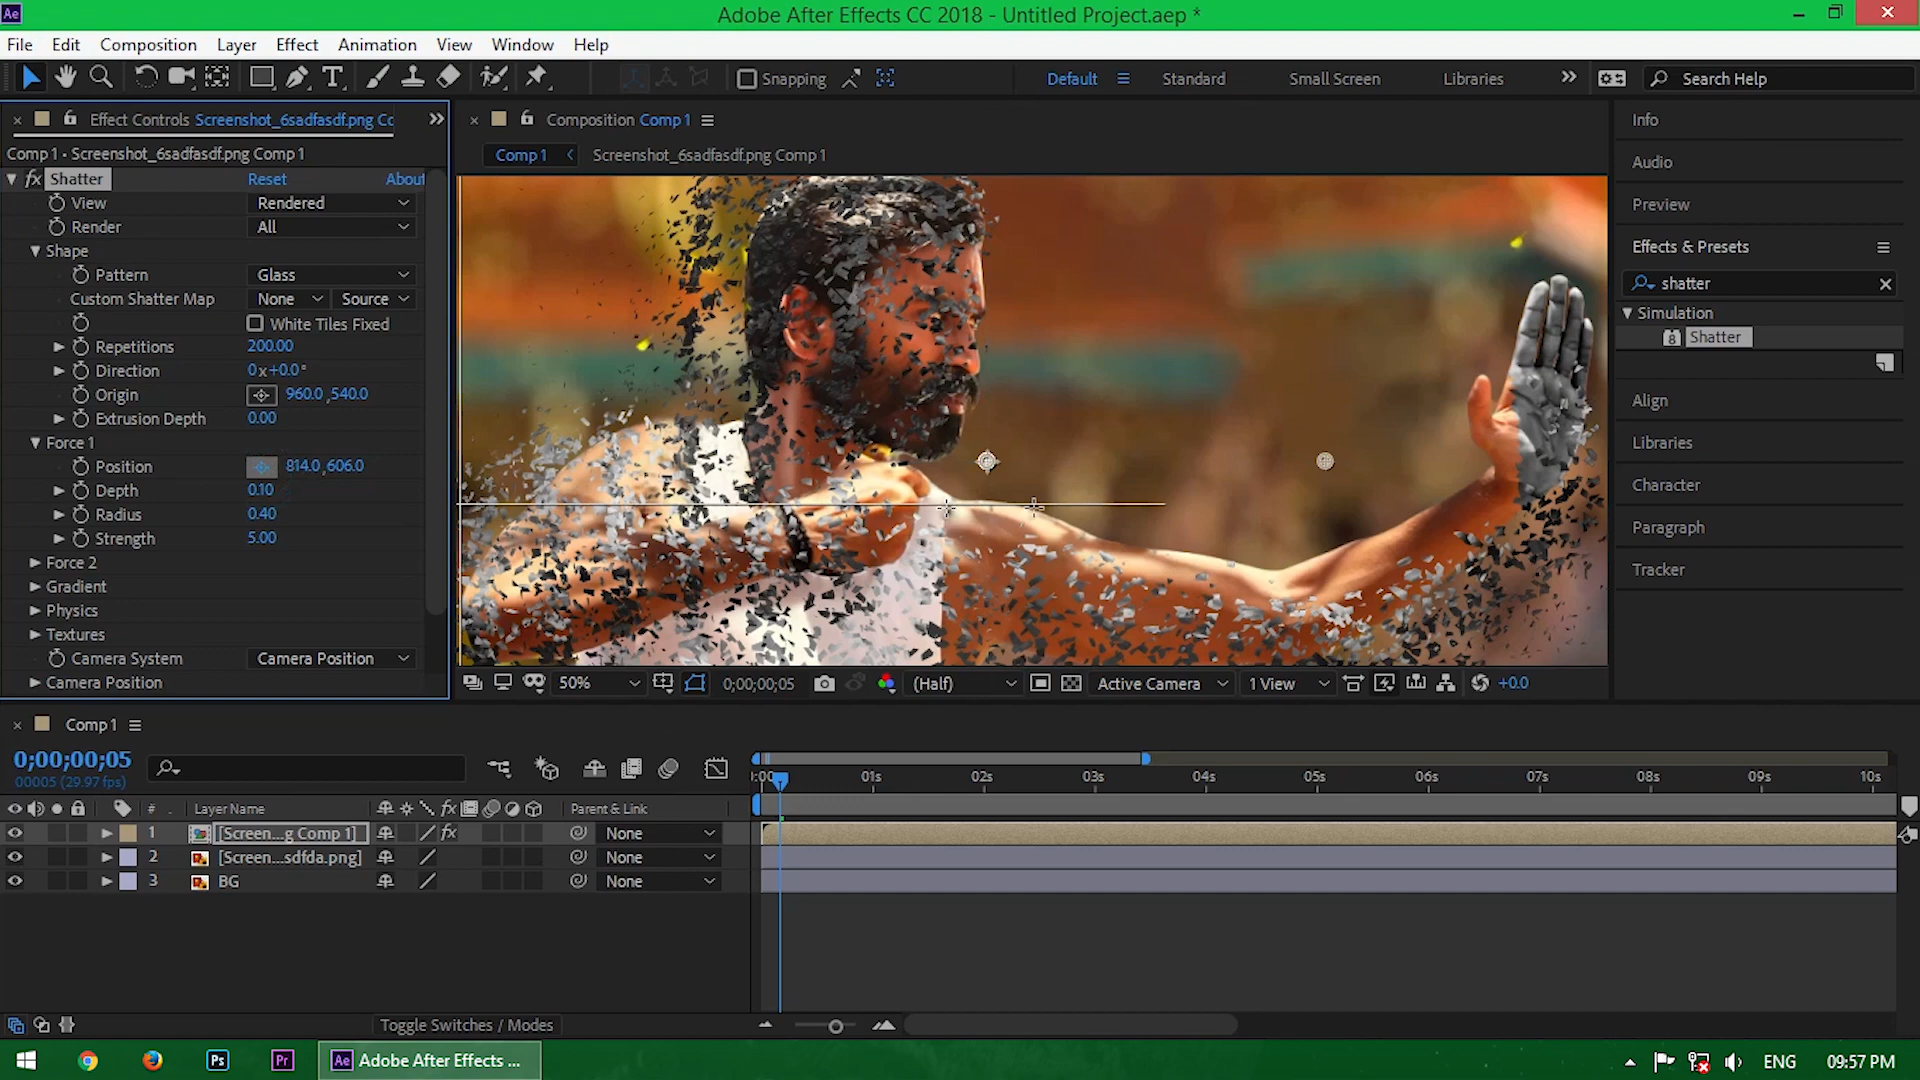 Ae
Adobe After Effects CC 2018 - Untitled Project.aep *
File Edit Composition Layer Effect Animation View Window Help
Snapping
Default Standard Small Screen Libraries
Search Help
Effect Controls Screenshot_6sadfasdf.png Cc
Comp 1 • Screenshot_6sadfasdf.png Comp 1
fx Shatter Reset About
View Rendered
Render All
Shape
Pattern Glass
Custom Shatter Map None Source
White Tiles Fixed
Repetitions 200.00
Direction 0x+0.0°
Origin 960.0 ,540.0
Extrusion Depth 0.00
Force 1
Position 814.0 ,606.0
Depth 0.10
Radius 0.40
Strength 5.00
Force 2
Gradient
Physics
Textures
Camera System Camera Position
Camera Position
Composition Comp 1
Comp 1 Screenshot_6sadfasdf.png Comp 1
50% 0;00;00;05 (Half) Active Camera 1 View +0.0
Info
Audio
Preview
Effects & Presets
shatter
Simulation
8 Shatter
Align
Libraries
Character
Paragraph
Tracker
Comp 1
0;00;00;05
00005 (29.97 fps)
:00 01s 02s 03s 04s 05s 06s 07s 08s 09s 10s
# Layer Name fx Parent & Link
1 [Screen...g Comp 1] fx None
2 [Screen...sdfda.png] None
3 BG None
Toggle Switches / Modes
Ps Pr Ae Adobe After Effects ... ENG 09:57 PM